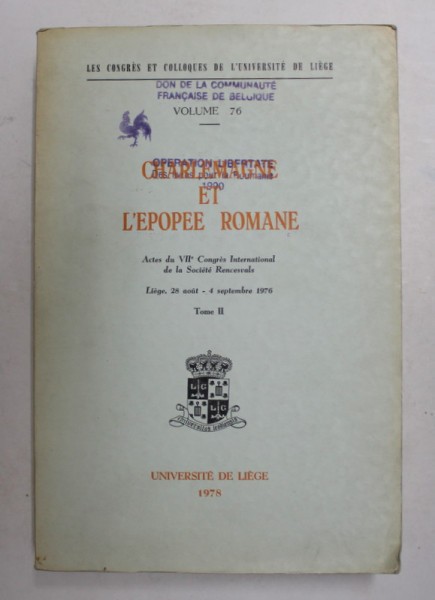 LES CONGRÈS ET COLLOQUES DE L'UNIVERSITÉ DE LIÈGE
DON DE LA COMMUNAUTÉ
FRANÇAISE DE BELGIQUE
VOLUME 76
CHARLEMAGNE
OPERATION LIBERTATE
1990
ET
L'EPOPEE ROMANE
Actes du VIIe Congrès International
de la Société Rencesvals
Liège, 28 août - 4 septembre 1976
Tome II
L G
L G
UNIVERSITÉ DE LIÈGE
1978